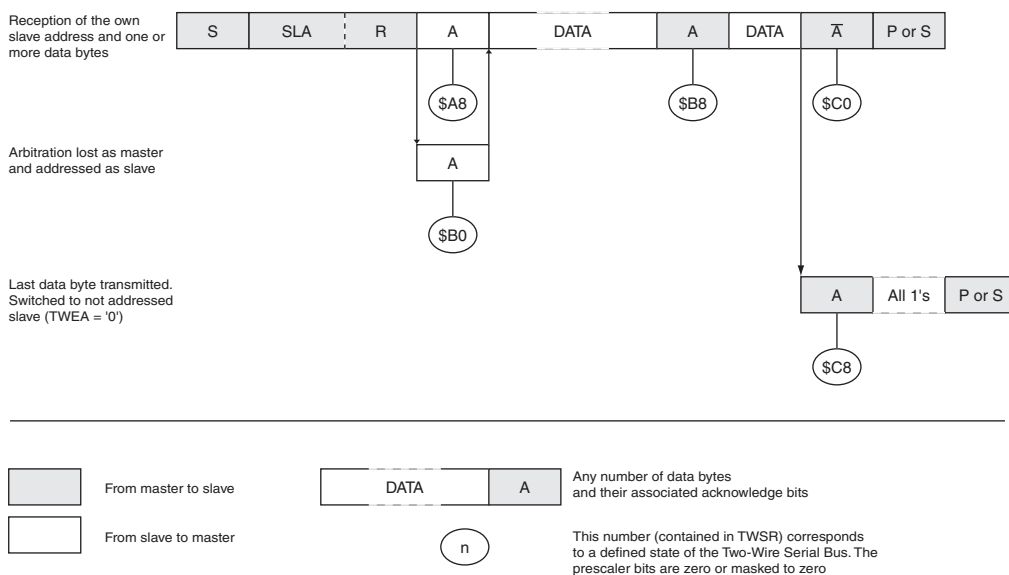 Reception of the own
slave address and one or
more data bytes
S SLA R A DATA A DATA A̅ P or S
$A8 $B8 $C0
Arbitration lost as master
and addressed as slave
A
$B0
Last data byte transmitted.
Switched to not addressed
slave (TWEA = '0')
A All 1's P or S
$C8
From master to slave
DATA A
Any number of data bytes
and their associated acknowledge bits
From slave to master
n
This number (contained in TWSR) corresponds
to a defined state of the Two-Wire Serial Bus. The
prescaler bits are zero or masked to zero